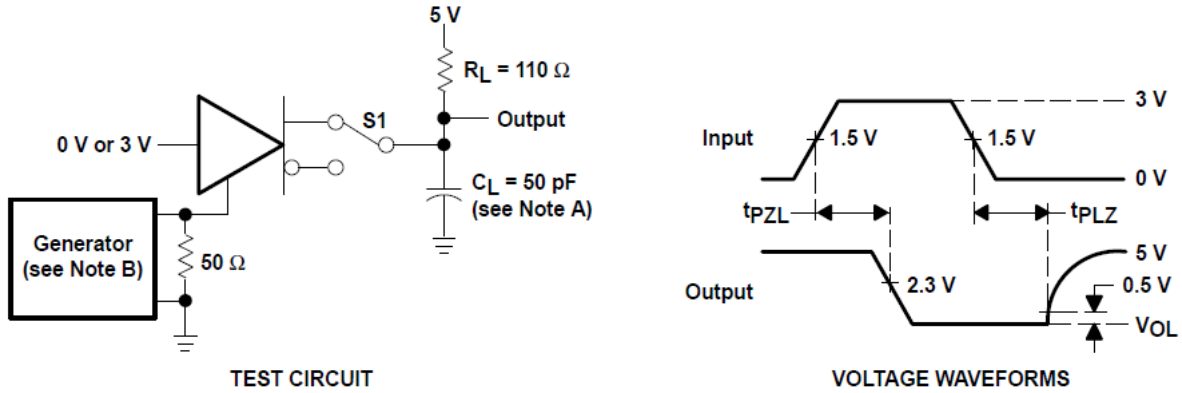 5 V
RL = 110 Ω
S1
Output
0 V or 3 V
CL = 50 pF
(see Note A)
Generator
(see Note B)
50 Ω
TEST CIRCUIT
3 V
Input
1.5 V
1.5 V
0 V
tPZL
tPLZ
5 V
Output
2.3 V
0.5 V
VOL
VOLTAGE WAVEFORMS